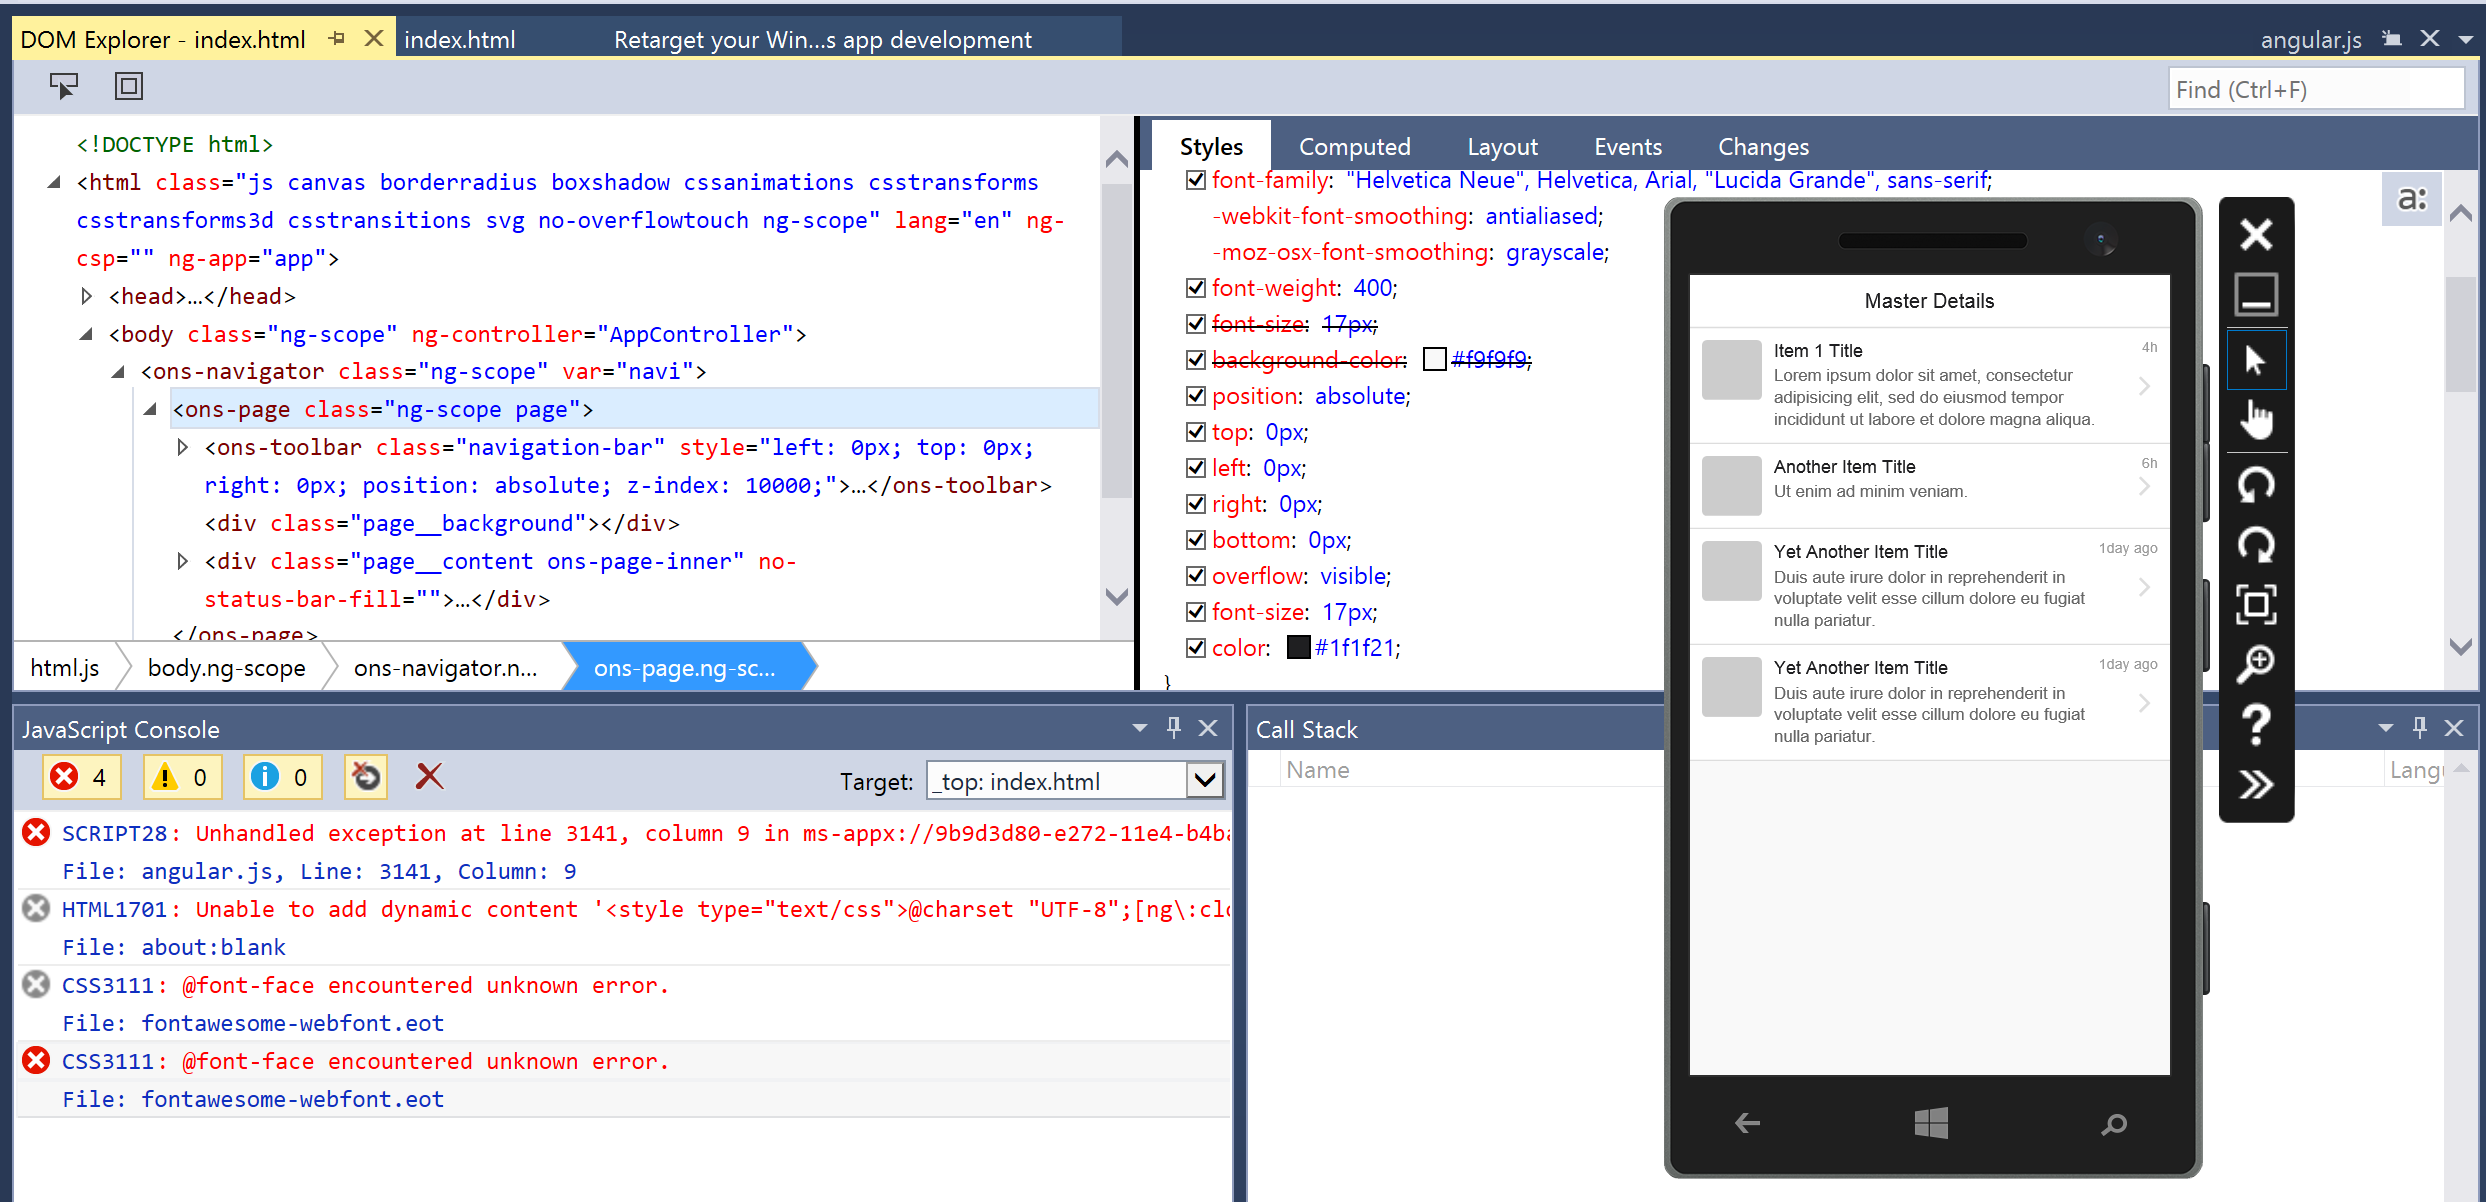 DOM Explorer - index.html
index.html
Retarget your Win...s app development
angular.js
Find (Ctrl+F)
<!DOCTYPE html>
<html class="js canvas borderradius boxshadow cssanimations csstransforms
csstransforms3d csstransitions svg no-overflowtouch ng-scope" lang="en" ng-
csp="" ng-app="app">
<head>…</head>
<body class="ng-scope" ng-controller="AppController">
<ons-navigator class="ng-scope" var="navi">
<ons-page class="ng-scope page">
<ons-toolbar class="navigation-bar" style="left: 0px; top: 0px;
right: 0px; position: absolute; z-index: 10000;">…</ons-toolbar>
<div class="page__background"></div>
<div class="page__content ons-page-inner" no-
status-bar-fill="">…</div>
</ons-page>
html.js
body.ng-scope
ons-navigator.n...
ons-page.ng-sc...
Styles
Computed
Layout
Events
Changes
font-family: "Helvetica Neue", Helvetica, Arial, "Lucida Grande", sans-serif;
-webkit-font-smoothing: antialiased;
-moz-osx-font-smoothing: grayscale;
font-weight: 400;
font-size: 17px;
background-color: #f9f9f9;
position: absolute;
top: 0px;
left: 0px;
right: 0px;
bottom: 0px;
overflow: visible;
font-size: 17px;
color: #1f1f21;
}
a:
Master Details
Item 1 Title
4h
Lorem ipsum dolor sit amet, consectetur
adipisicing elit, sed do eiusmod tempor
incididunt ut labore et dolore magna aliqua.
Another Item Title
6h
Ut enim ad minim veniam.
Yet Another Item Title
1day ago
Duis aute irure dolor in reprehenderit in
voluptate velit esse cillum dolore eu fugiat
nulla pariatur.
Yet Another Item Title
1day ago
Duis aute irure dolor in reprehenderit in
voluptate velit esse cillum dolore eu fugiat
nulla pariatur.
JavaScript Console
4
0
0
Target:
_top: index.html
SCRIPT28: Unhandled exception at line 3141, column 9 in ms-appx://9b9d3d80-e272-11e4-b4ba
File: angular.js, Line: 3141, Column: 9
HTML1701: Unable to add dynamic content '<style type="text/css">@charset "UTF-8";[ng\:clo
File: about:blank
CSS3111: @font-face encountered unknown error.
File: fontawesome-webfont.eot
CSS3111: @font-face encountered unknown error.
File: fontawesome-webfont.eot
Call Stack
Name
Langu